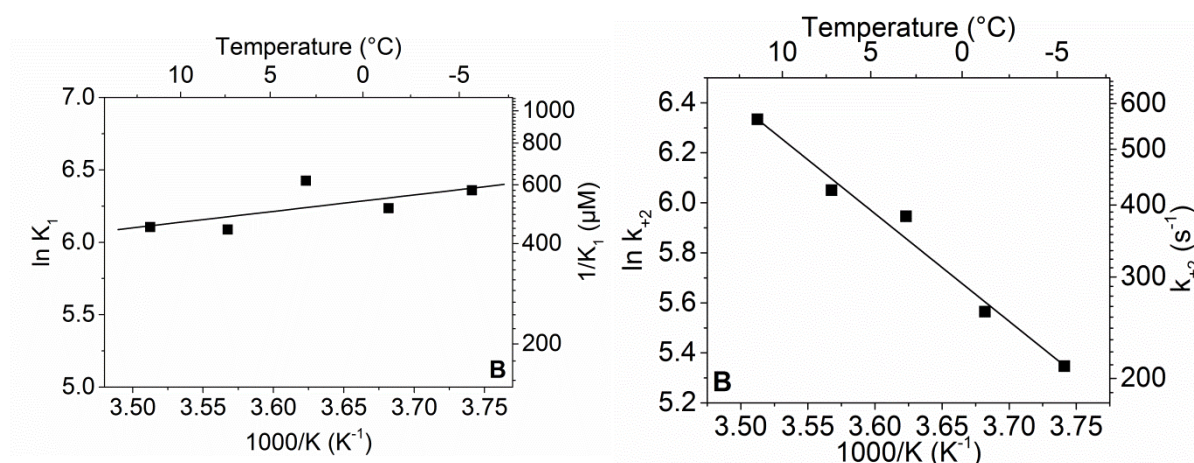 Temperature (°C)
10 5 0 -5
7.0
6.5
6.0
5.5
5.0
ln K₁
1000
800
600
400
200
1/K₁ (µM)
B
3.50 3.55 3.60 3.65 3.70 3.75
1000/K (K⁻¹)
Temperature (°C)
10 5 0 -5
6.4
6.2
6.0
5.8
5.6
5.4
5.2
ln k₊₂
600
500
400
300
200
k₊₂ (s⁻¹)
B
3.50 3.55 3.60 3.65 3.70 3.75
1000/K (K⁻¹)